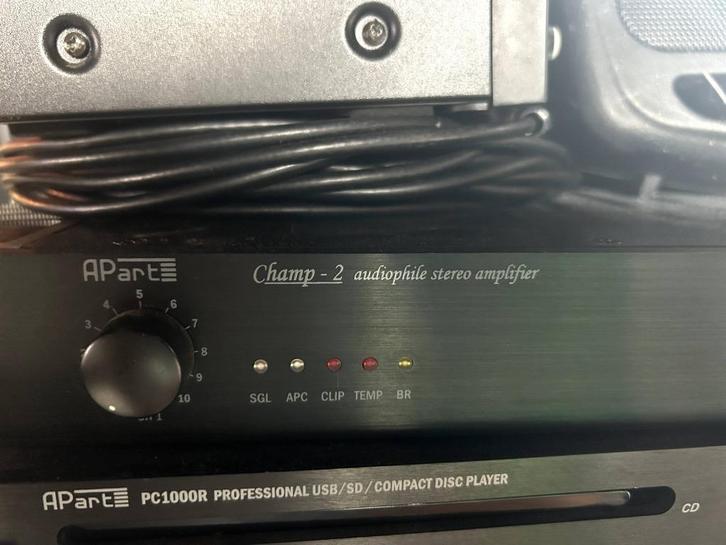 APart
Champ - 2 audiophile stereo amplifier
3 4 5 6 7 8 9 10
SGL APC CLIP TEMP BR
APart PC1000R PROFESSIONAL USB/SD/COMPACT DISC PLAYER
CD